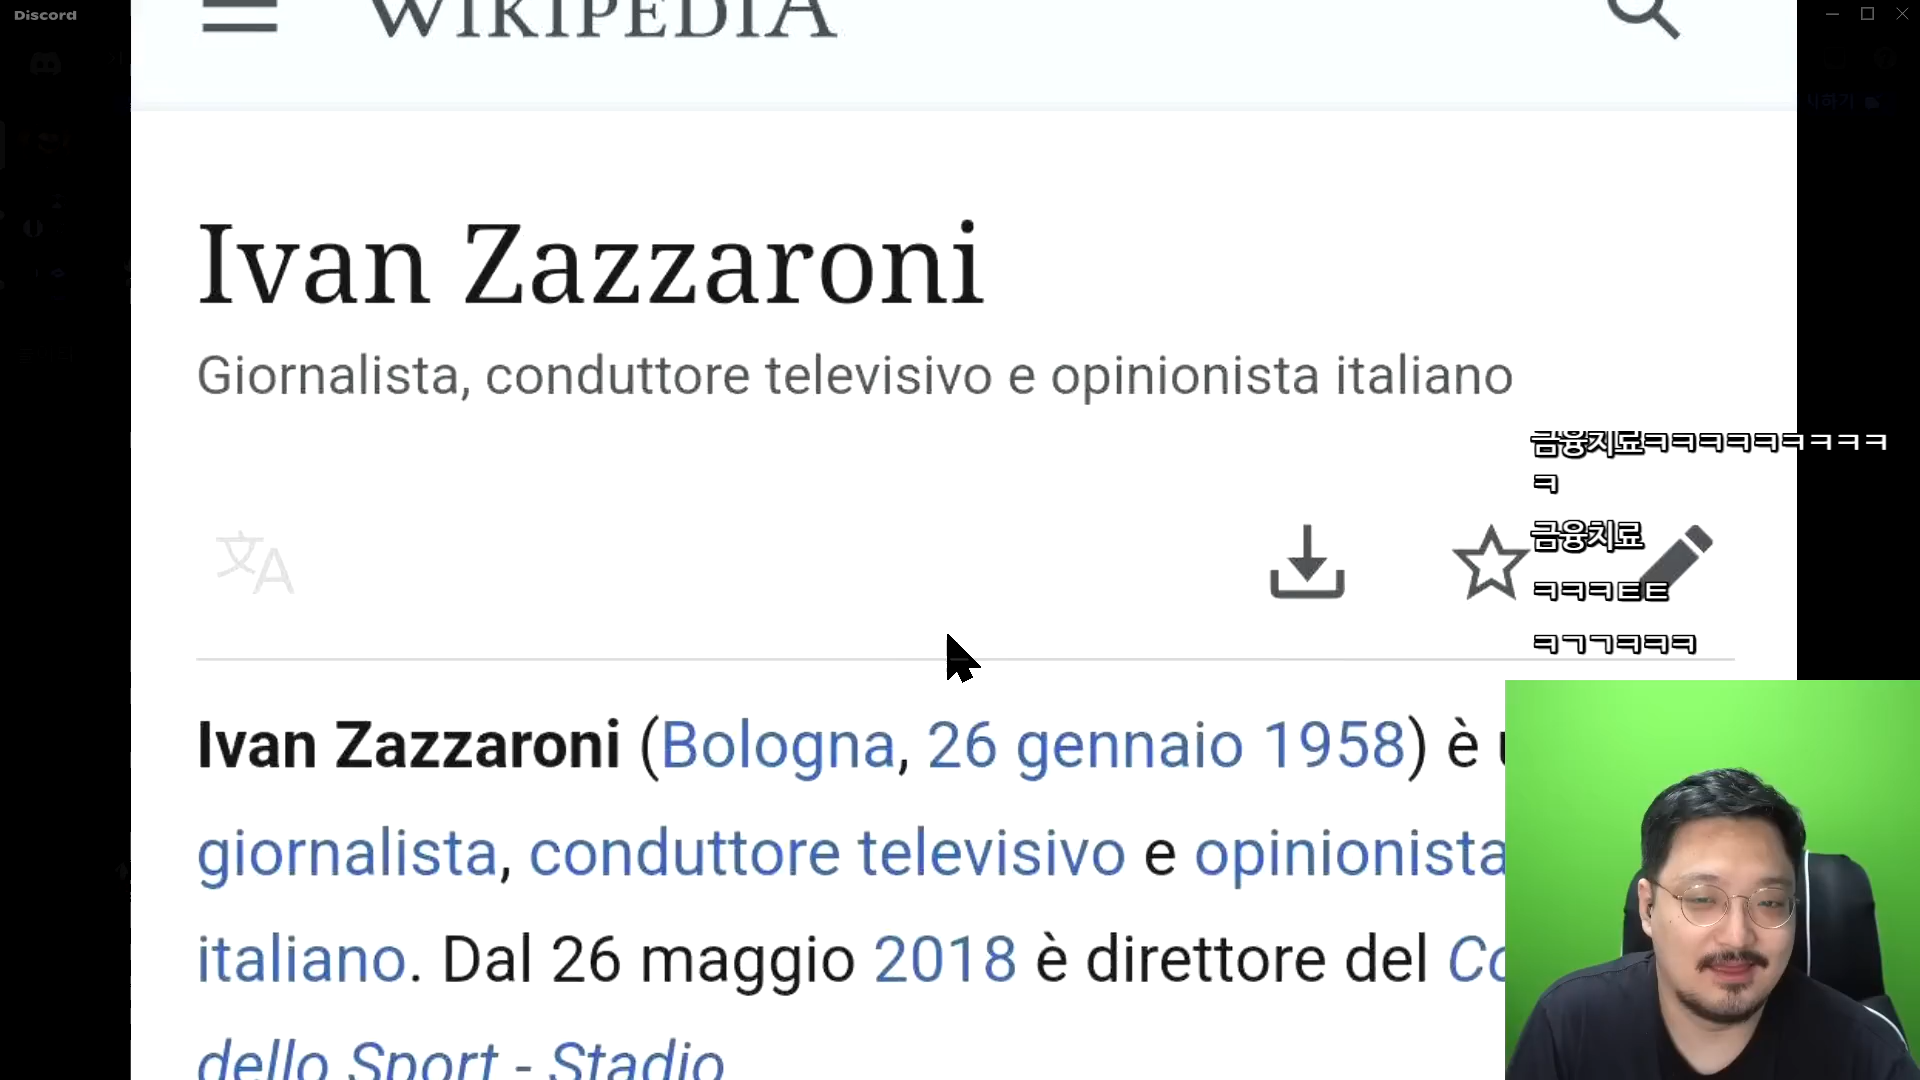 Discord
WIKIPEDIA
Ivan Zazzaroni
Giornalista, conduttore televisivo e opinionista italiano
금융치료ㅋㅋㅋㅋㅋㅋㅋㅋㅋ
ㅋ
금융치료
ㅋㅋㅋㅌㅌ
ㅋㄱㄱㅋㅋㅋ
Ivan Zazzaroni (Bologna, 26 gennaio 1958) è
giornalista, conduttore televisivo e opinionista
italiano. Dal 26 maggio 2018 è direttore del
dello Sport - Stadio